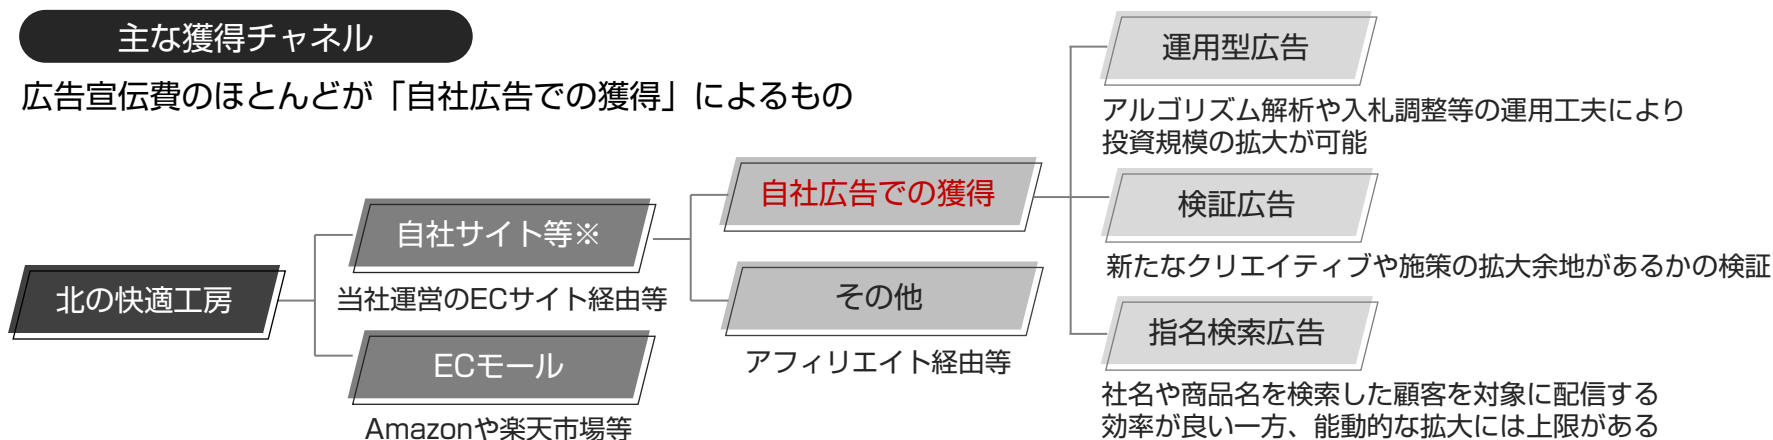 主な獲得チャネル
広告宣伝費のほとんどが「自社広告での獲得」によるもの
北の快適工房
自社サイト等※
当社運営のECサイト経由等
ECモール
Amazonや楽天市場等
自社広告での獲得
その他
アフィリエイト経由等
運用型広告
アルゴリズム解析や入札調整等の運用工夫により
投資規模の拡大が可能
検証広告
新たなクリエイティブや施策の拡大余地があるかの検証
指名検索広告
社名や商品名を検索した顧客を対象に配信する
効率が良い一方、能動的な拡大には上限がある